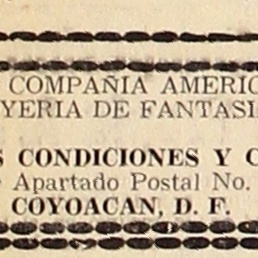 COMPAÑIA AMERIC
YERIA DE FANTASI
S CONDICIONES Y C
Apartado Postal No.
COYOACAN, D. F.